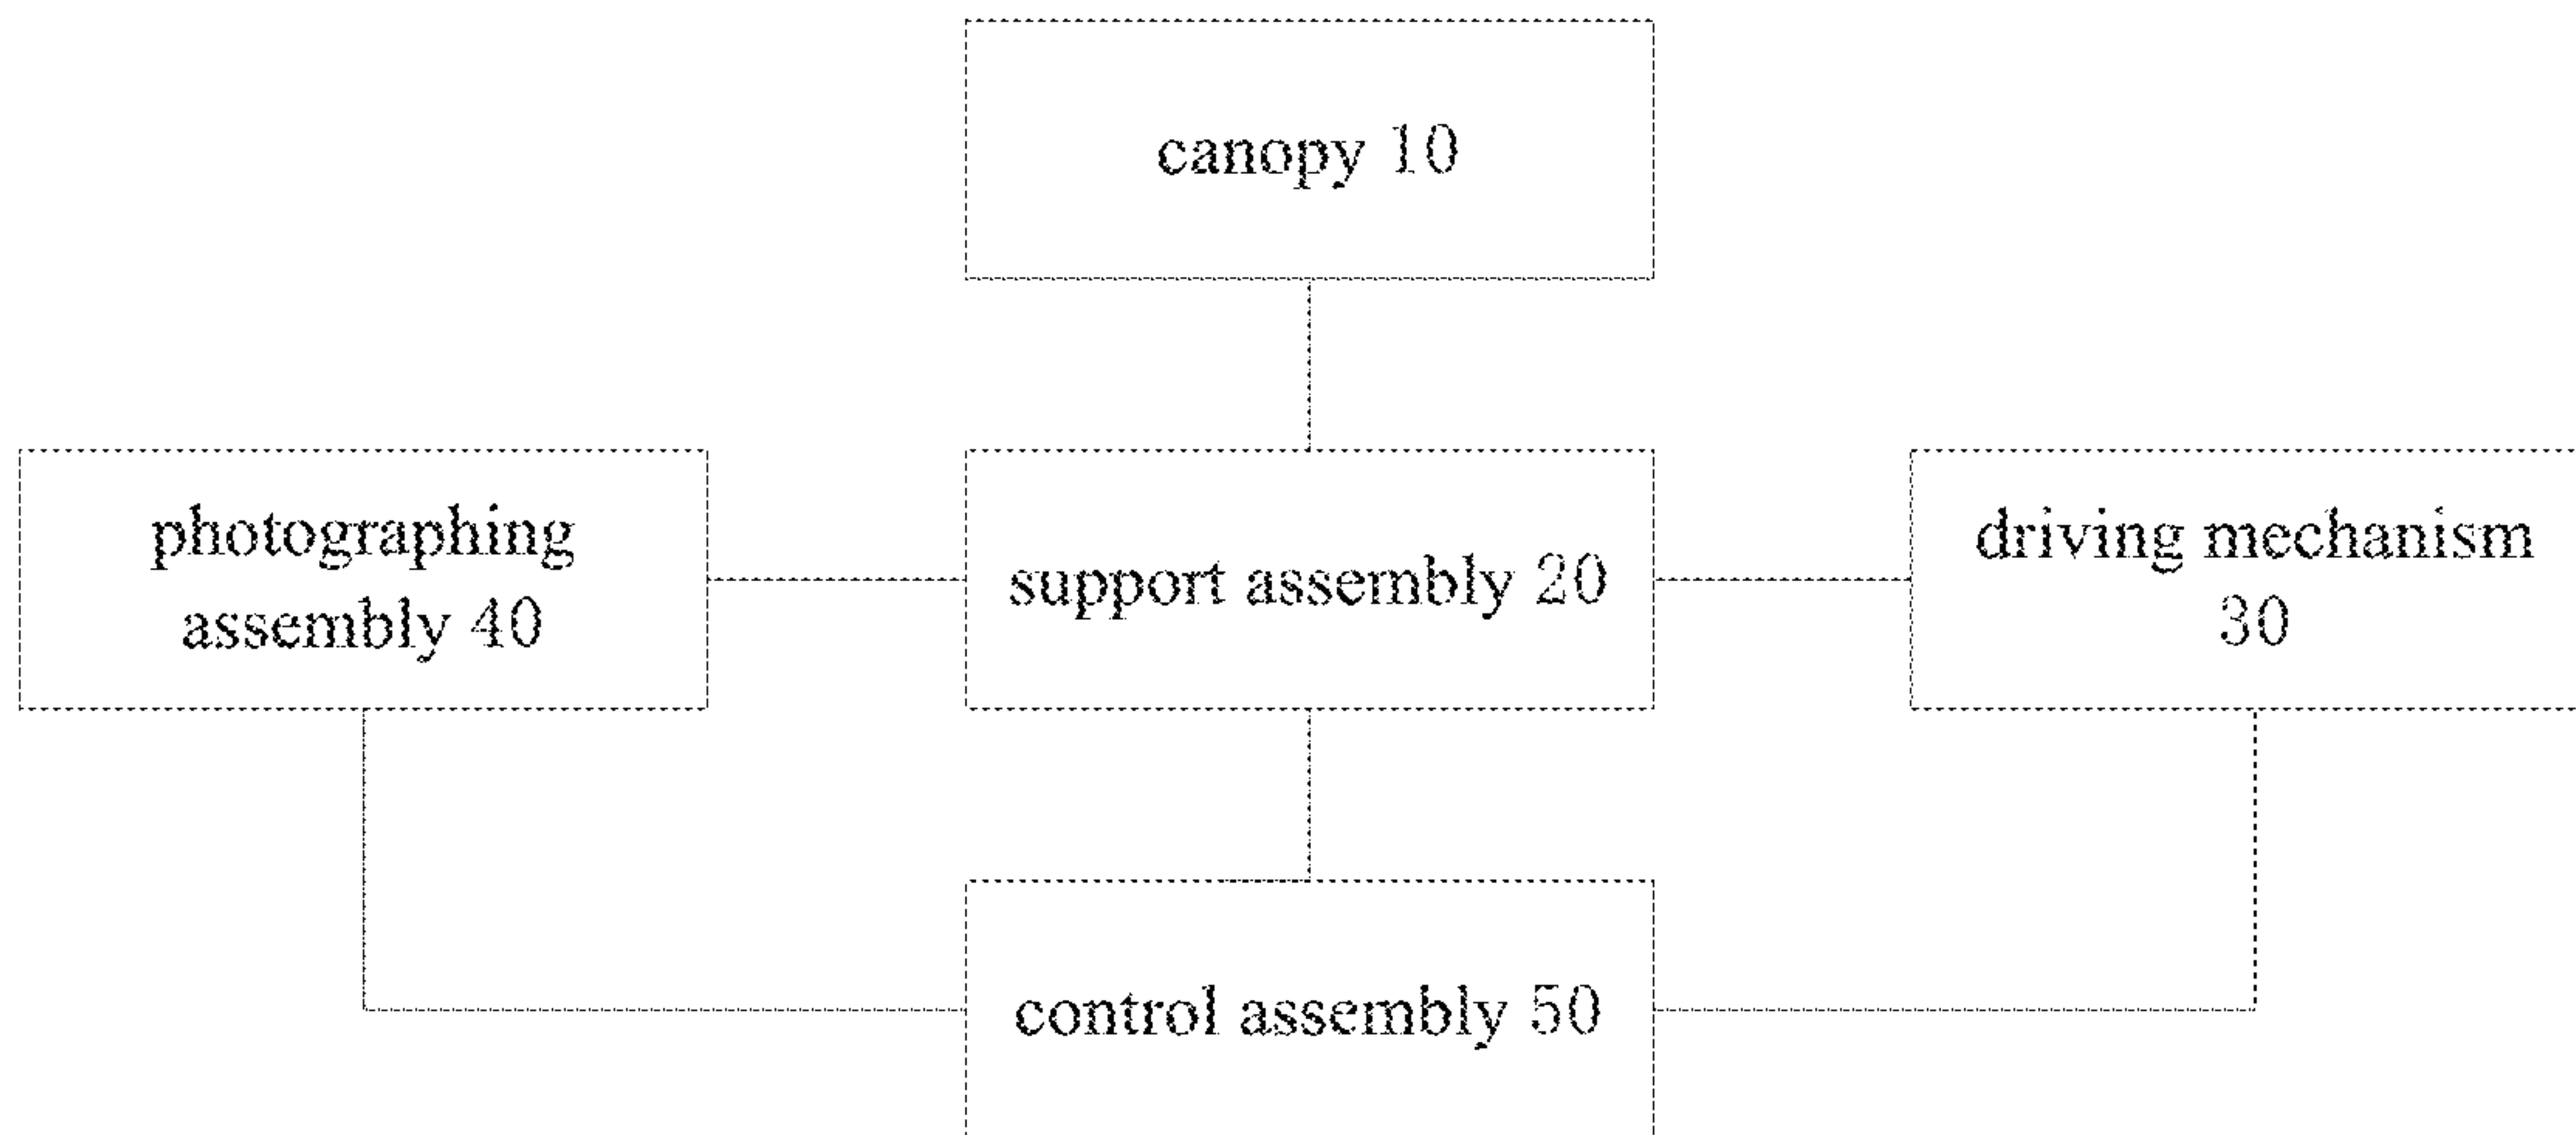 canopy 10
photographing
assembly 40
support assembly 20
driving mechanism
30
control assembly 50